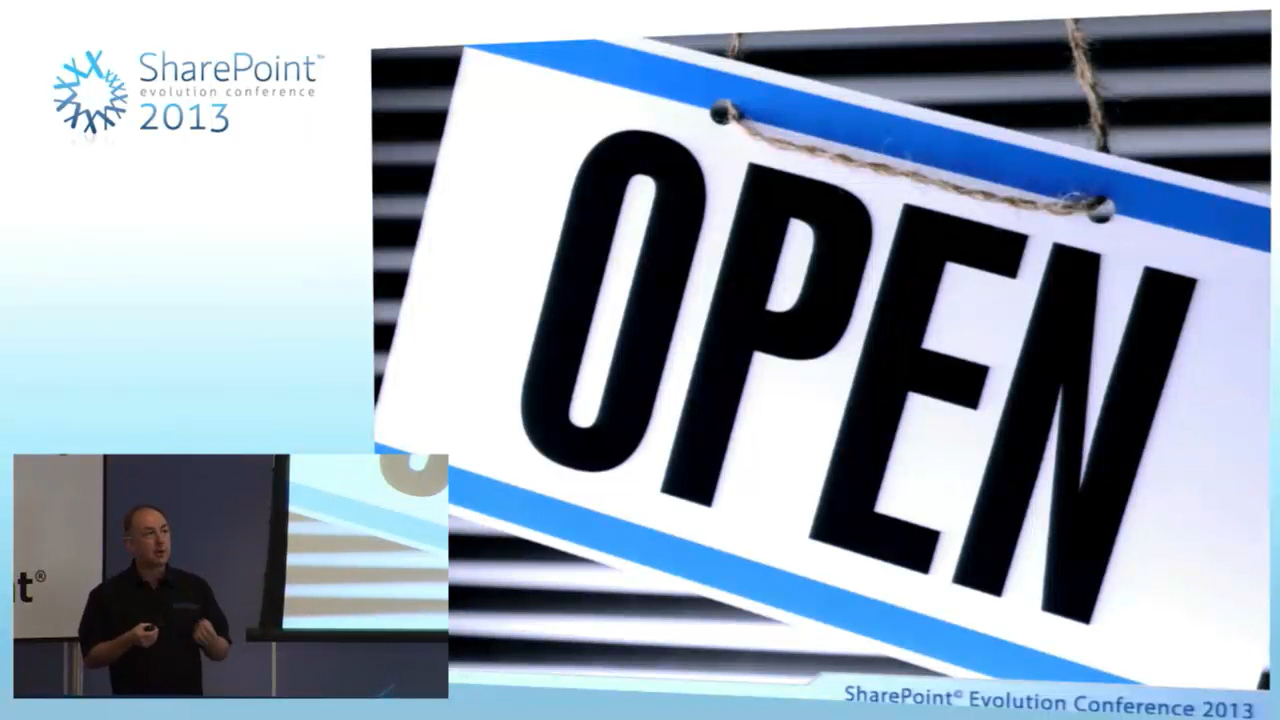 SharePoint™
evolution conference
2013
OPEN
t®
SharePoint® Evolution Conference 2013